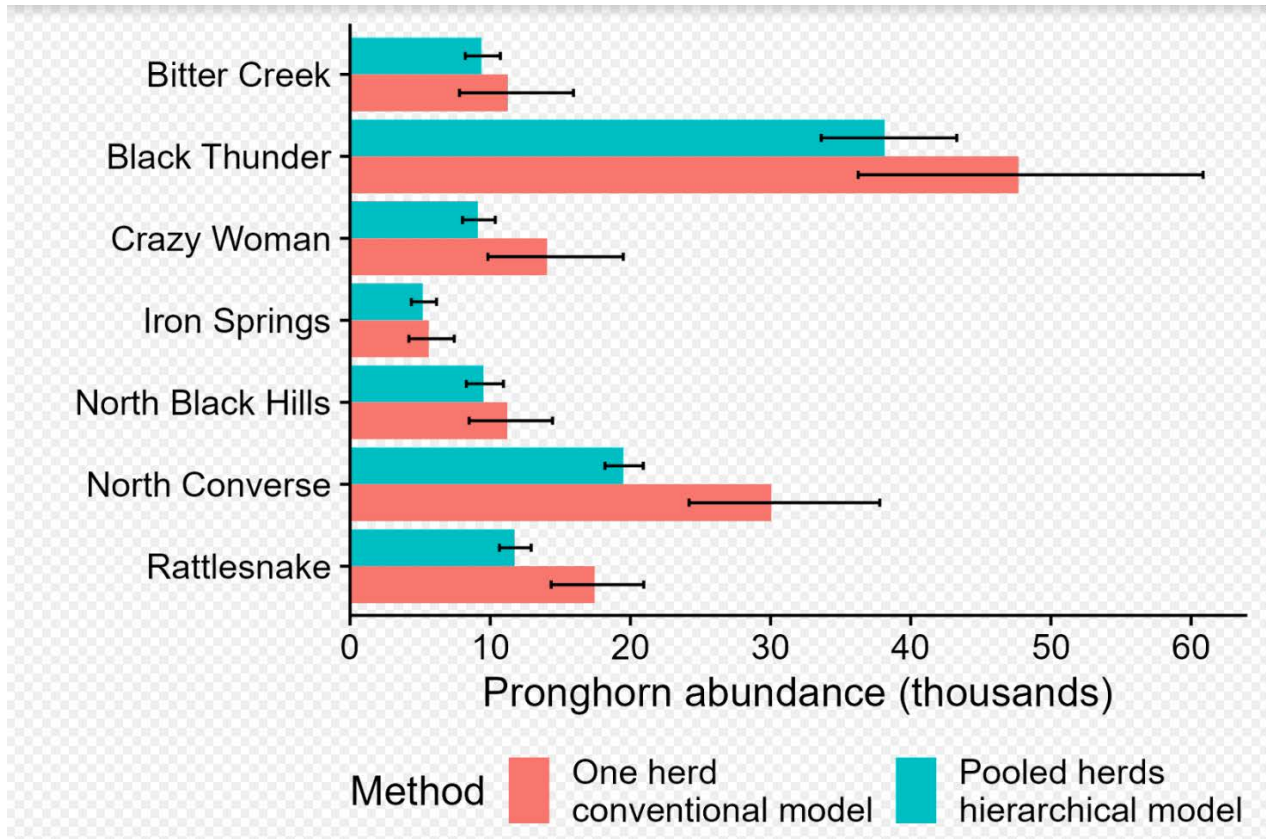 Bitter Creek
Black Thunder
Crazy Woman
Iron Springs
North Black Hills
North Converse
Rattlesnake
0 10 20 30 40 50 60
Pronghorn abundance (thousands)
Method
One herd
conventional model
Pooled herds
hierarchical model